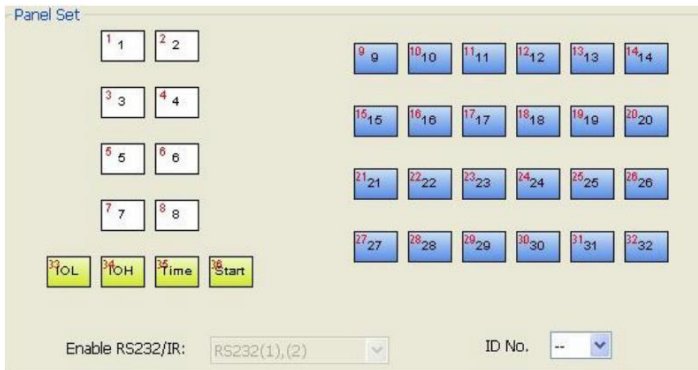 Panel Set
1 1 2 2
3 3 4 4
5 5 6 6
7 7 8 8
9 9 10 10 11 11 12 12 13 13 14 14
15 15 16 16 17 17 18 18 19 19 20 20
21 21 22 22 23 23 24 24 25 25 26 26
27 27 28 28 29 29 30 30 31 31 32 32
33 IOL 34 IOH 35 Time 36 Start
Enable RS232/IR: RS232(1),(2) ID No. --